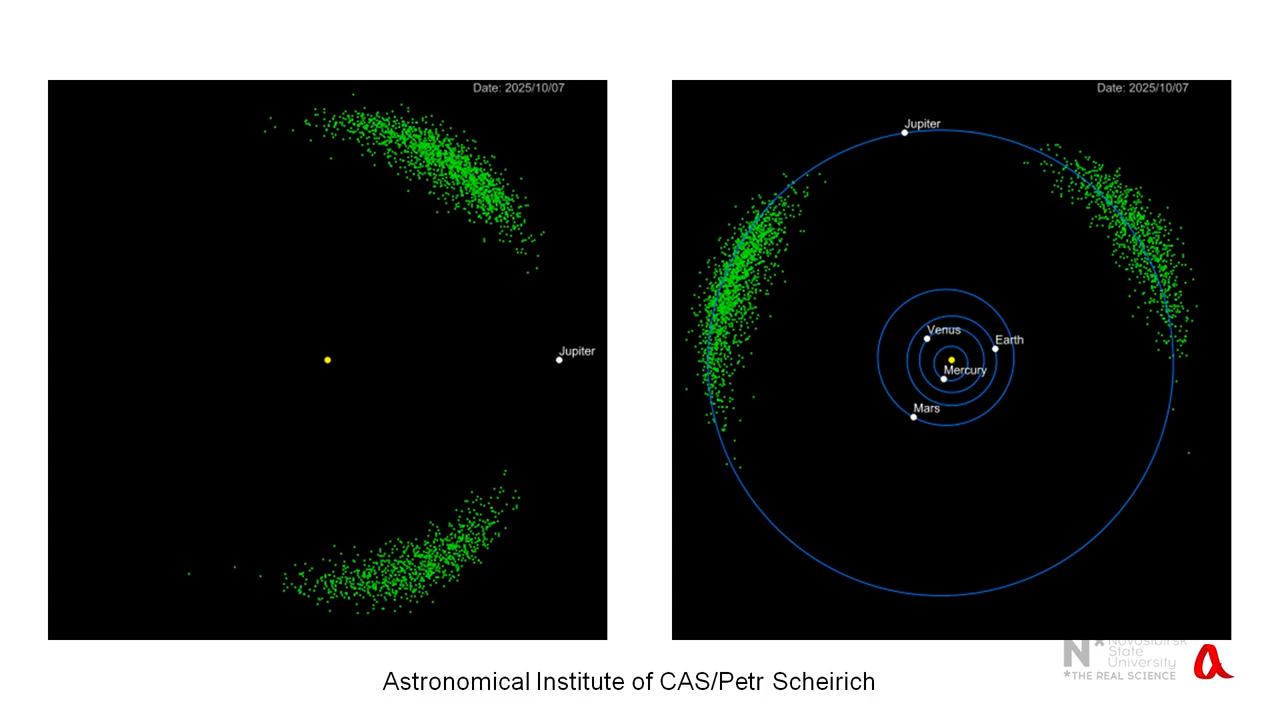 Date: 2025/10/07
Jupiter
Date: 2025/10/07
Jupiter
Venus
Earth
Mercury
Mars
Astronomical Institute of CAS/Petr Scheirich
N*
Novosibirsk
State
University
*THE REAL SCIENCE